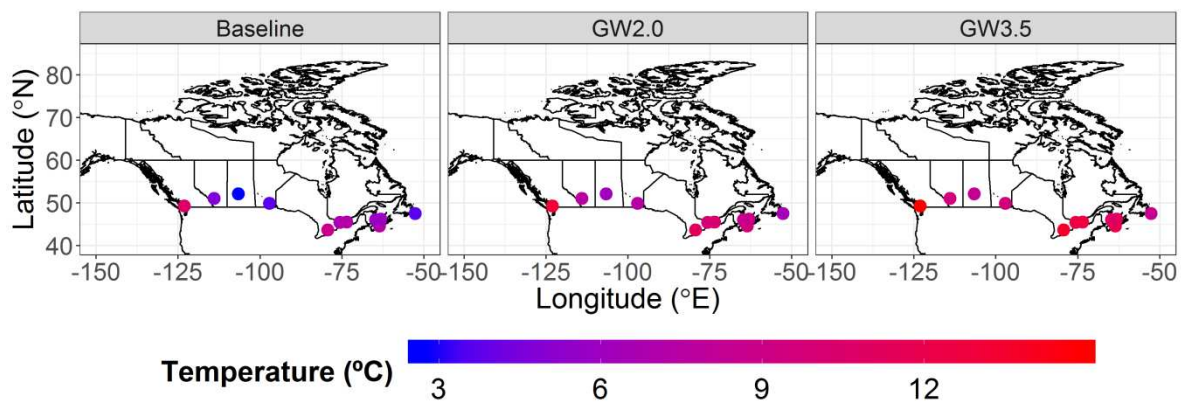 Baseline GW2.0 GW3.5
80
70
60
50
40
Latitude (°N)
-150 -125 -100 -75 -50 -150 -125 -100 -75 -50 -150 -125 -100 -75 -50
Longitude (°E)
Temperature (ºC)
3 6 9 12